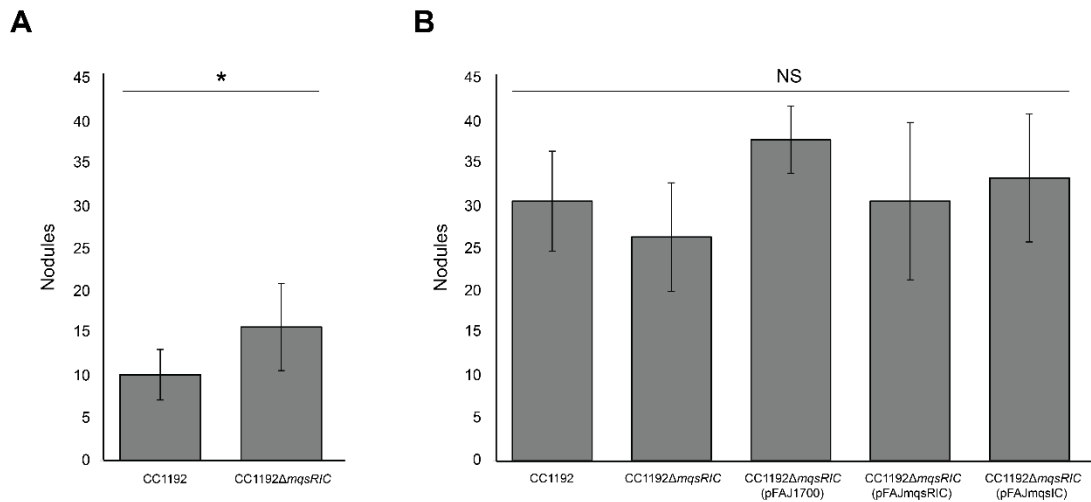 A
*
45
40
35
30
25
20
15
10
5
0
Nodules
CC1192
CC1192ΔmqsRIC
B
NS
45
40
35
30
25
20
15
10
5
0
Nodules
CC1192
CC1192ΔmqsRIC
CC1192ΔmqsRIC
(pFAJ1700)
CC1192ΔmqsRIC
(pFAJmqsRIC)
CC1192ΔmqsRIC
(pFAJmqsIC)